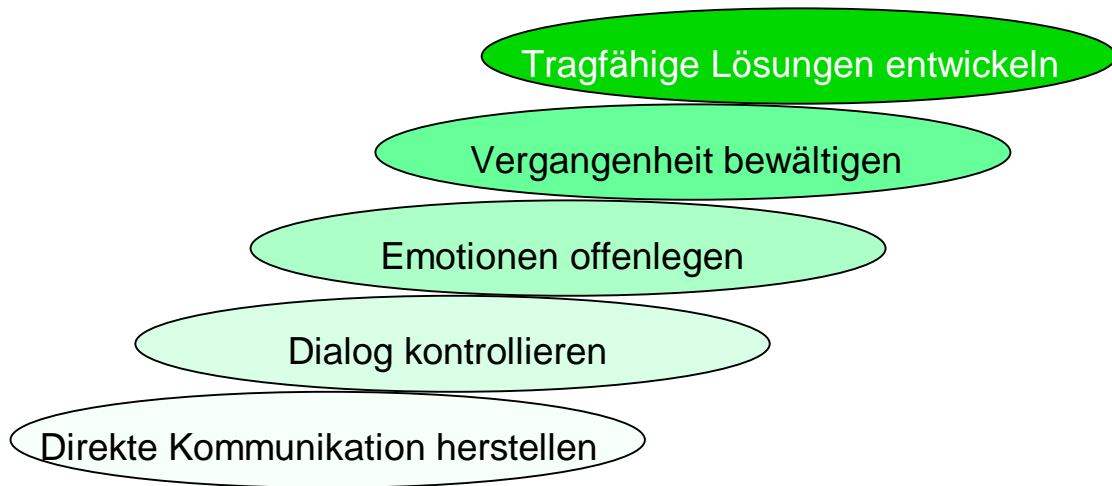 Tragfähige Lösungen entwickeln
Vergangenheit bewältigen
Emotionen offenlegen
Dialog kontrollieren
Direkte Kommunikation herstellen